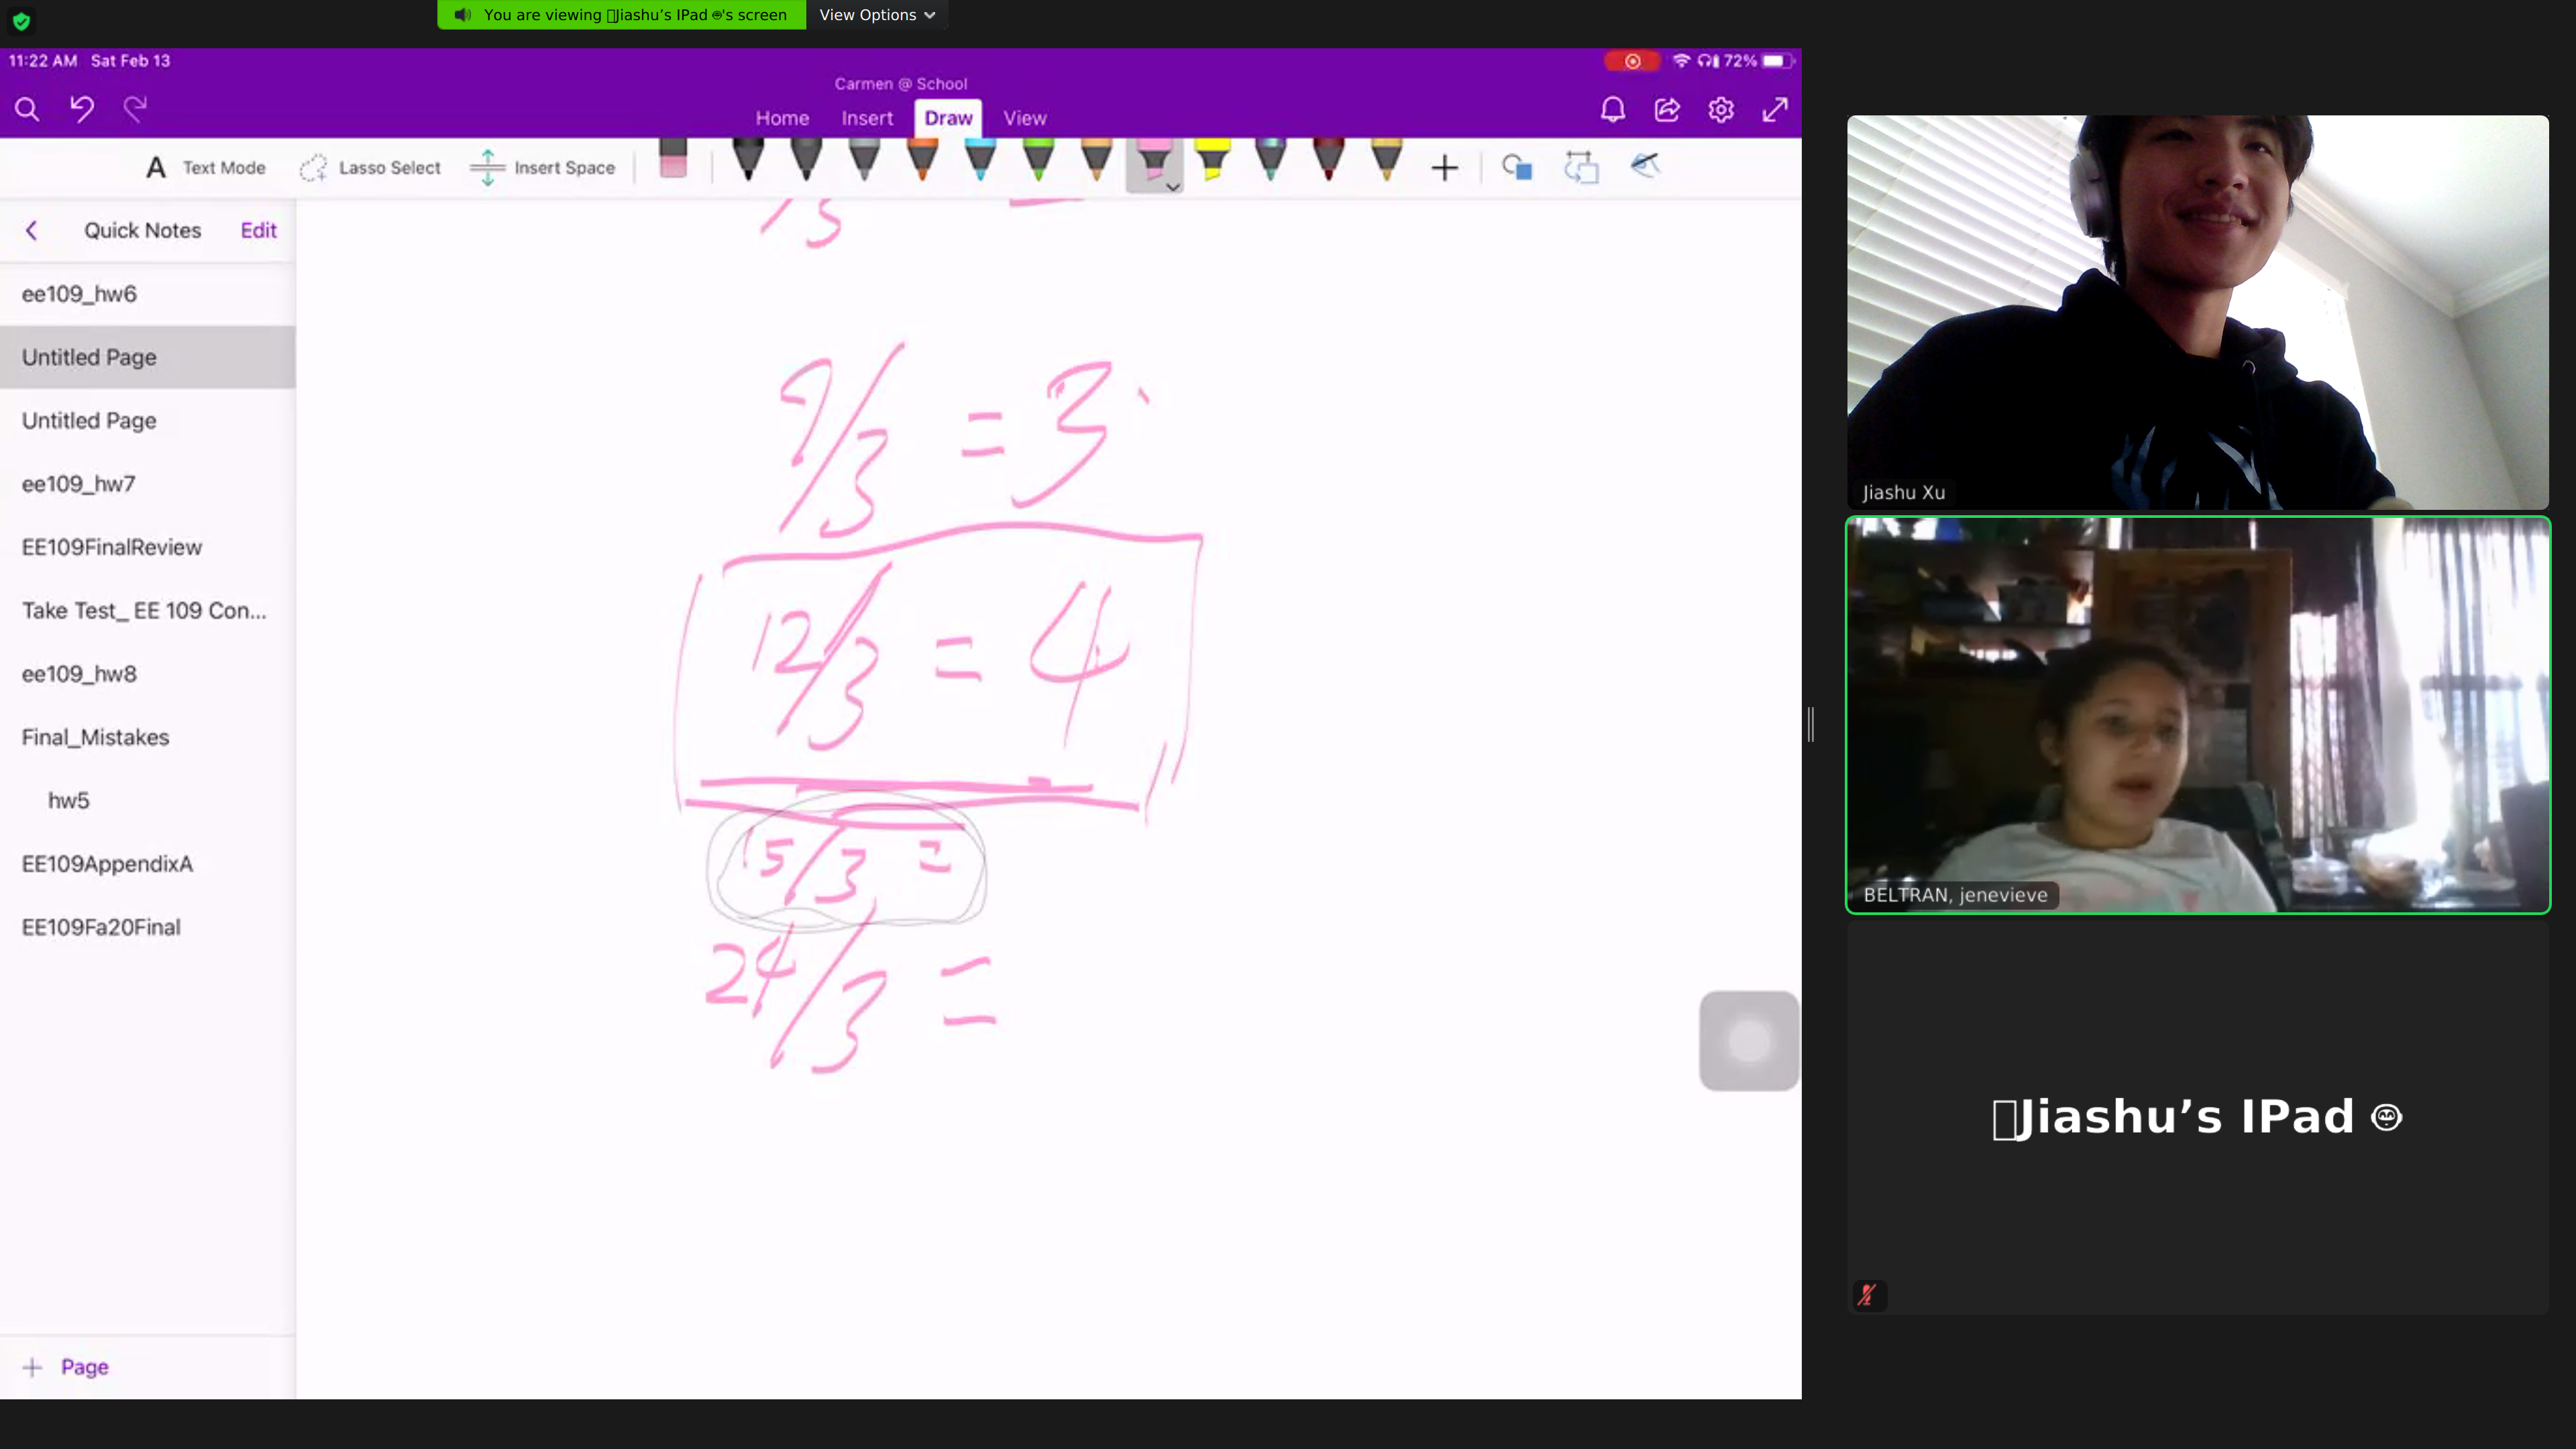 You are viewing Jiashu’s IPad's screen
View Options
11:22 AM Sat Feb 13
72%
Carmen @ School
Home Insert Draw View
A Text Mode
Lasso Select
Insert Space
Quick Notes Edit
ee109_hw6
Untitled Page
Untitled Page
ee109_hw7
EE109FinalReview
Take Test_ EE 109 Con...
ee109_hw8
Final_Mistakes
hw5
EE109AppendixA
EE109Fa20Final
+ Page
/3
9/3 = 3
12/3 = 4
15/3 =
24/3 =
Jiashu Xu
BELTRAN, jenevieve
Jiashu’s IPad